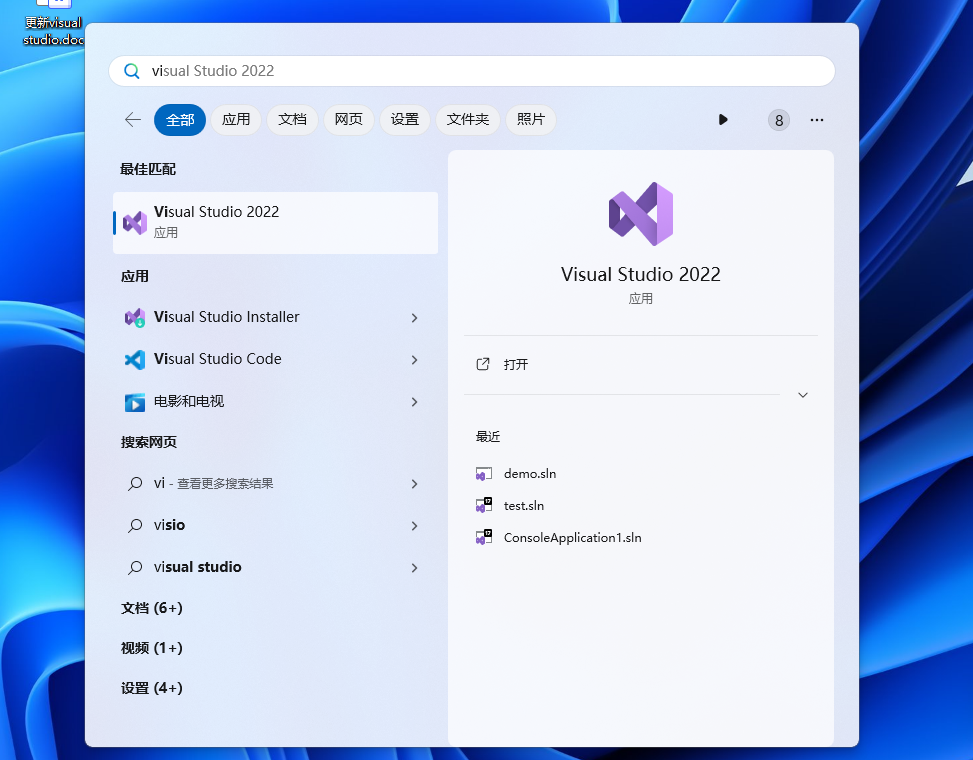 更新visual
studio.doc
visual Studio 2022
全部
应用
文档
网页
设置
文件夹
照片
8
最佳匹配
Visual Studio 2022
应用
应用
Visual Studio Installer
Visual Studio Code
电影和电视
搜索网页
vi - 查看更多搜索结果
visio
visual studio
文档 (6+)
视频 (1+)
设置 (4+)
Visual Studio 2022
应用
打开
最近
demo.sln
test.sln
ConsoleApplication1.sln